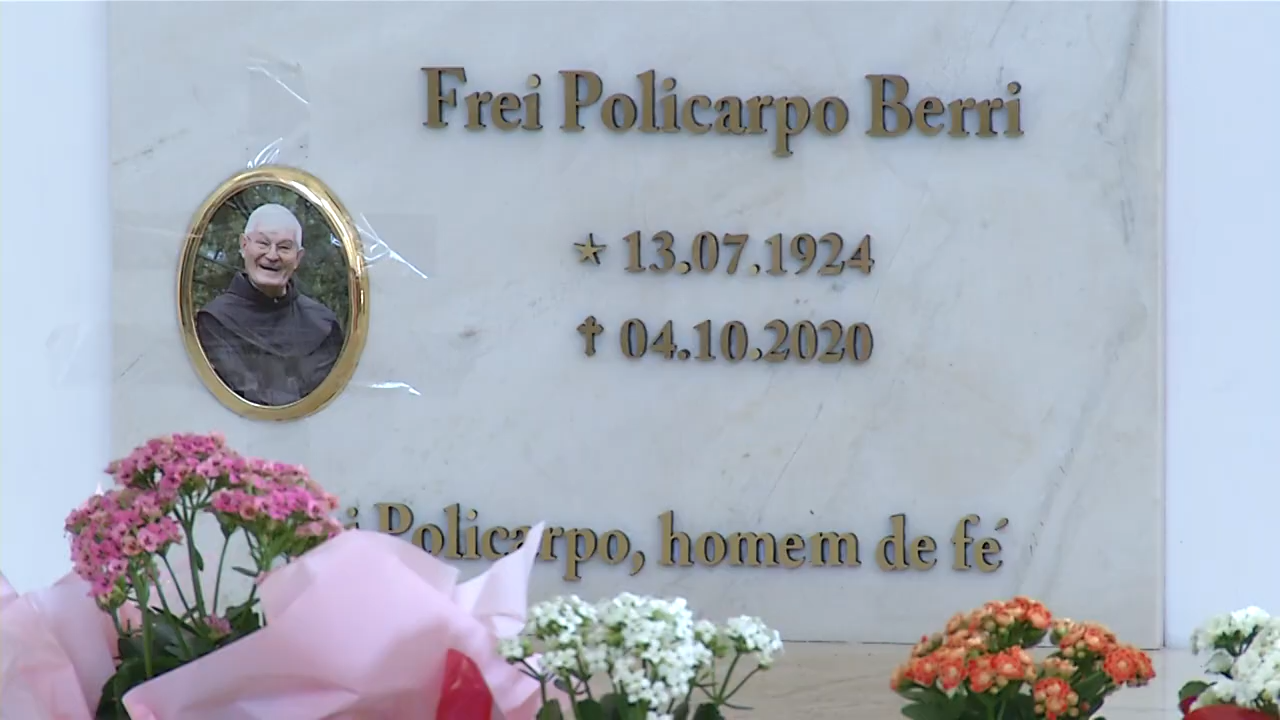 Frei Policarpo Berri
★ 13.07.1924
✝ 04.10.2020
Policarpo, homem de fé